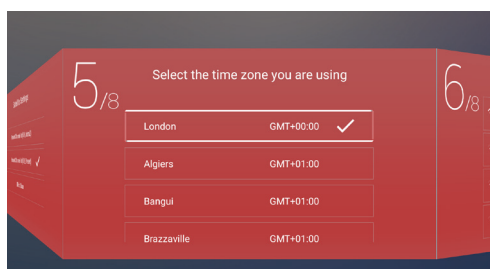 5/8
Select the time zone you are using
London GMT+00:00
Algiers GMT+01:00
Bangui GMT+01:00
Brazzaville GMT+01:00
6/8